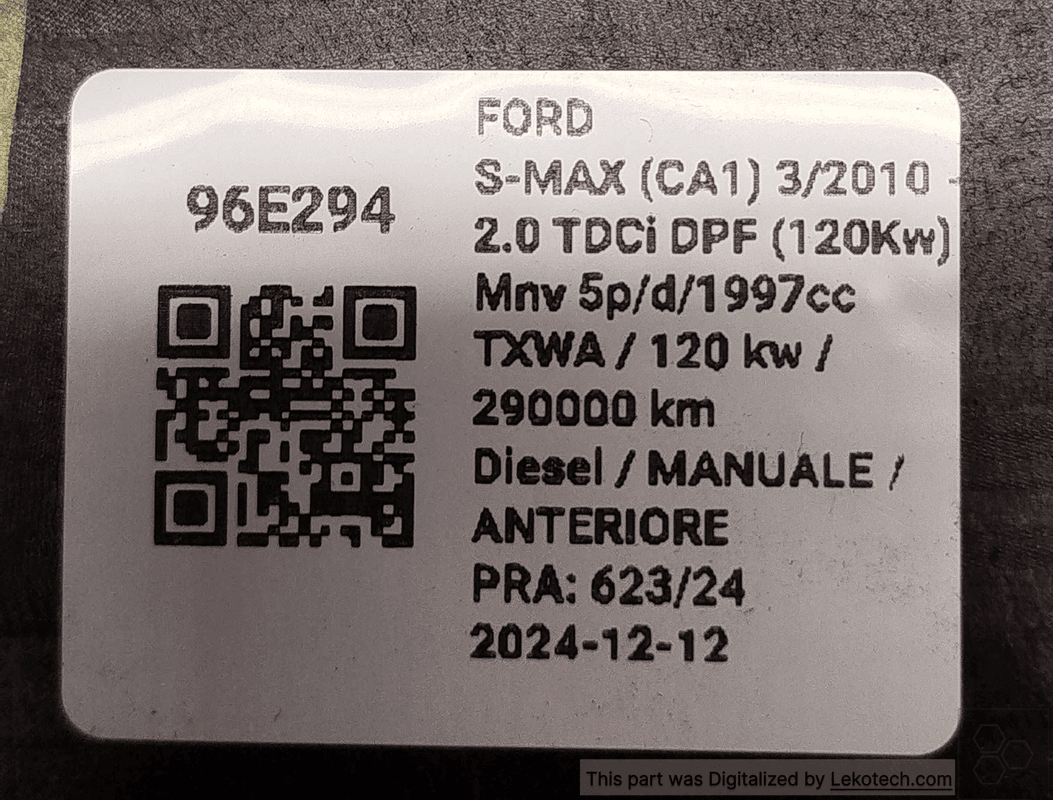 96E294
FORD
S-MAX (CA1) 3/2010 -
2.0 TDCi DPF (120Kw)
Mnv 5p/d/1997cc
TXWA / 120 kw /
290000 km
Diesel / MANUALE /
ANTERIORE
PRA: 623/24
2024-12-12
This part was Digitalized by Lekotech.com